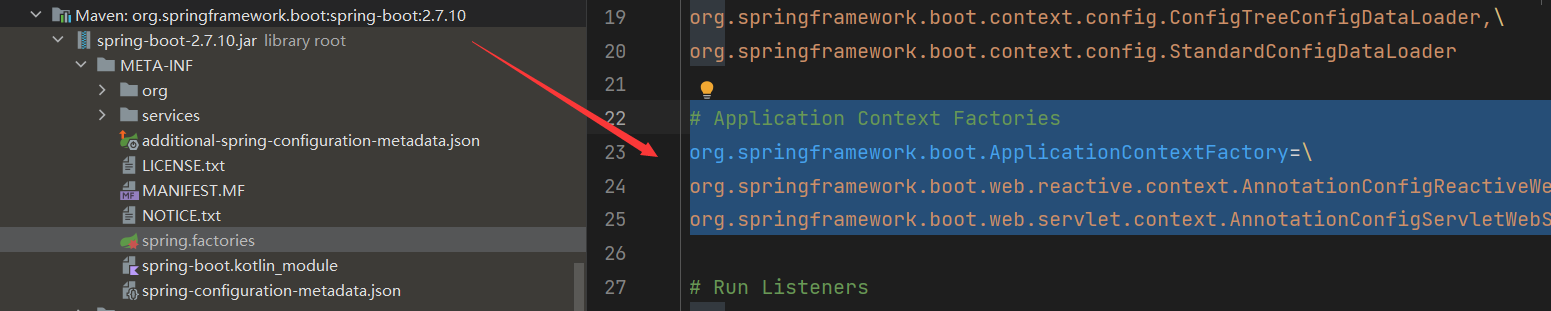 Maven: org.springframework.boot:spring-boot:2.7.10
spring-boot-2.7.10.jar library root
META-INF
org
services
additional-spring-configuration-metadata.json
LICENSE.txt
MANIFEST.MF
NOTICE.txt
spring.factories
spring-boot.kotlin_module
spring-configuration-metadata.json
19 org.springframework.boot.context.config.ConfigTreeConfigDataLoader,\
20 org.springframework.boot.context.config.StandardConfigDataLoader
21
22 # Application Context Factories
23 org.springframework.boot.ApplicationContextFactory=\
24 org.springframework.boot.web.reactive.context.AnnotationConfigReactiveWe
25 org.springframework.boot.web.servlet.context.AnnotationConfigServletWebS
26
27 # Run Listeners